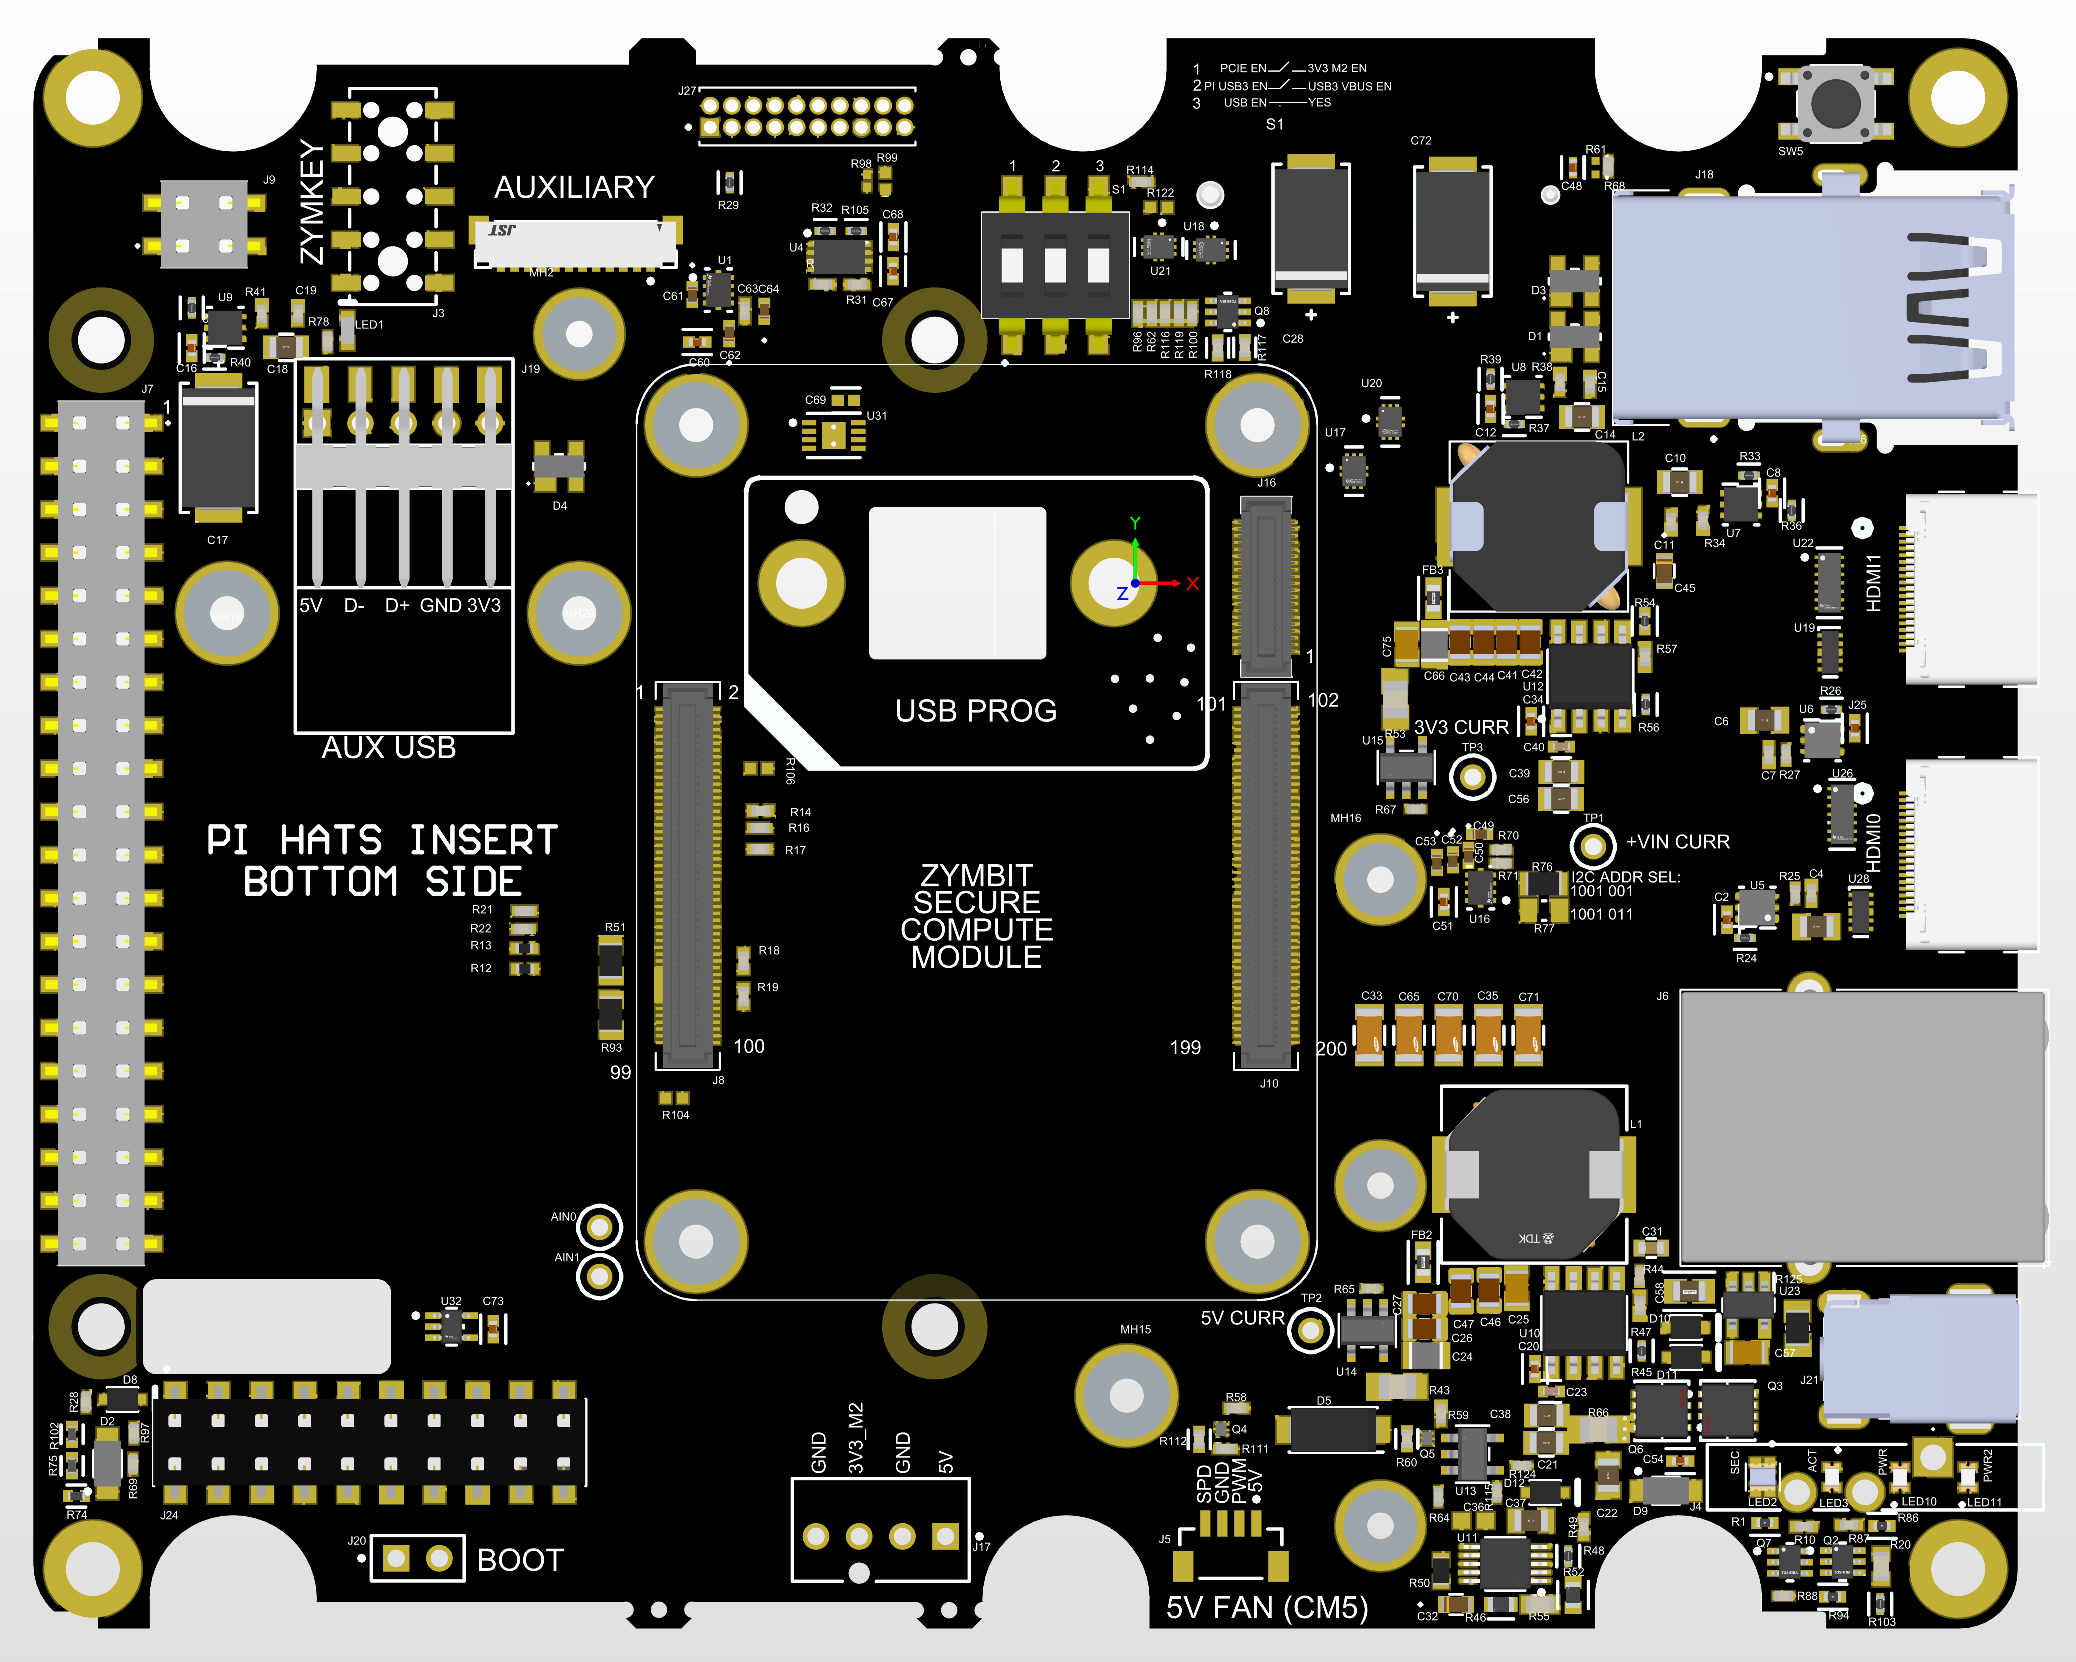 1 PCIE EN 3V3 M2 EN
2 PI USB3 EN USB3 VBUS EN
3 USB EN YES
S1
J27
J9
ZYMKEY
J3
AUXILIARY
JST
MH2
R29
R98
R99
R32
R105
C68
U4
R31
C67
1 2 3
S1
R114
R122
U18
U21
C72
C28
+
+
C48
R61
R68
SW5
J18
U9
R41
C19
R78
LED1
C16
R40
C18
J19
U1
C61
C63
C64
C60
C62
R96
R62
R116
R119
R100
Q8
R117
R118
D3
D1
J7
1
C17
D4
C69
U31
U20
U17
R39
U8
R38
C15
C12
R37
C14
L2
J16
C10
R33
C8
U7
R36
R34
C11
C45
U22
HDMI1
Y
X
Z
MH19
MH20
5V D- D+ GND 3V3
AUX USB
USB PROG
FB3
R54
R57
R56
C75
C66
C43
C44
C41
C42
U12
C34
U19
R26
U6
J25
C6
C7
R27
U26
1
2
1
101
102
3V3 CURR
R53
U15
TP3
C40
C39
C56
R67
R106
R14
R16
R17
PI HATS INSERT
BOTTOM SIDE
MH16
TP1
+VIN CURR
HDMI0
C49
C53
C52
C50
R70
R71
R76
I2C ADDR SEL:
1001 001
1001 011
C51
U16
R77
R25
C4
U5
U28
C2
R24
ZYMBIT
SECURE
COMPUTE
MODULE
R21
R22
R13
R12
R51
R93
R18
R19
C33
C65
C70
C35
C71
J6
99
100
199
200
J8
J10
R104
L1
TDK
AIN0
AIN1
FB2
C31
R44
C58
R125
U23
U32
C73
5V CURR
TP2
R65
C27
C47
C46
C25
C26
C24
U10
C20
U14
R47
R45
D10
D11
C57
J21
MH15
D8
R28
D2
R97
R102
R75
R69
R74
J24
R58
Q4
R112
R111
D5
R43
C23
R59
C38
R66
Q3
Q6
Q5
R60
C21
C54
U13
R124
D12
R115
C36
C37
R64
C22
D9
J4
SEC
ACT
PWR
PWR2
LED2
LED3
LED10
LED11
GND
3V3_M2
GND
5V
SPD
GND
PWM
5V
J20
BOOT
J17
J5
5V FAN (CM5)
U11
R49
R48
R50
R52
C32
R46
R55
R1
R10
R87
R86
Q7
Q2
R20
R88
R94
R103